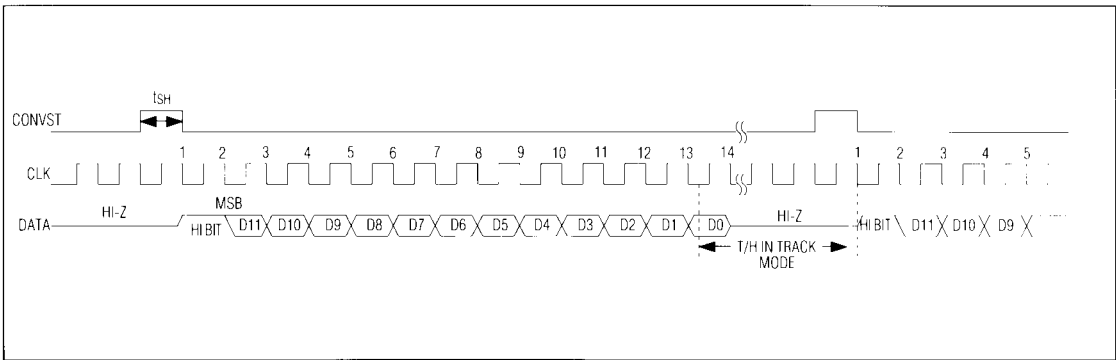 tSH
CONVST
1 2 3 4 5 6 7 8 9 10 11 12 13 14 1 2 3 4 5
CLK
HI-Z MSB
DATA HI BIT D11 D10 D9 D8 D7 D6 D5 D4 D3 D2 D1 D0 HI-Z HI BIT D11 D10 D9
T/H IN TRACK
MODE